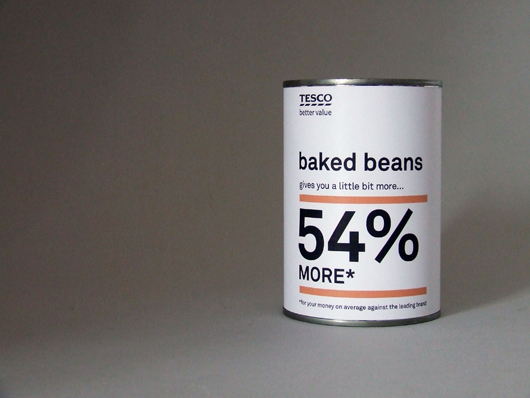 TESCO
better value
baked beans
gives you a little bit more...
54%
MORE*
*for your money on average against the leading brand